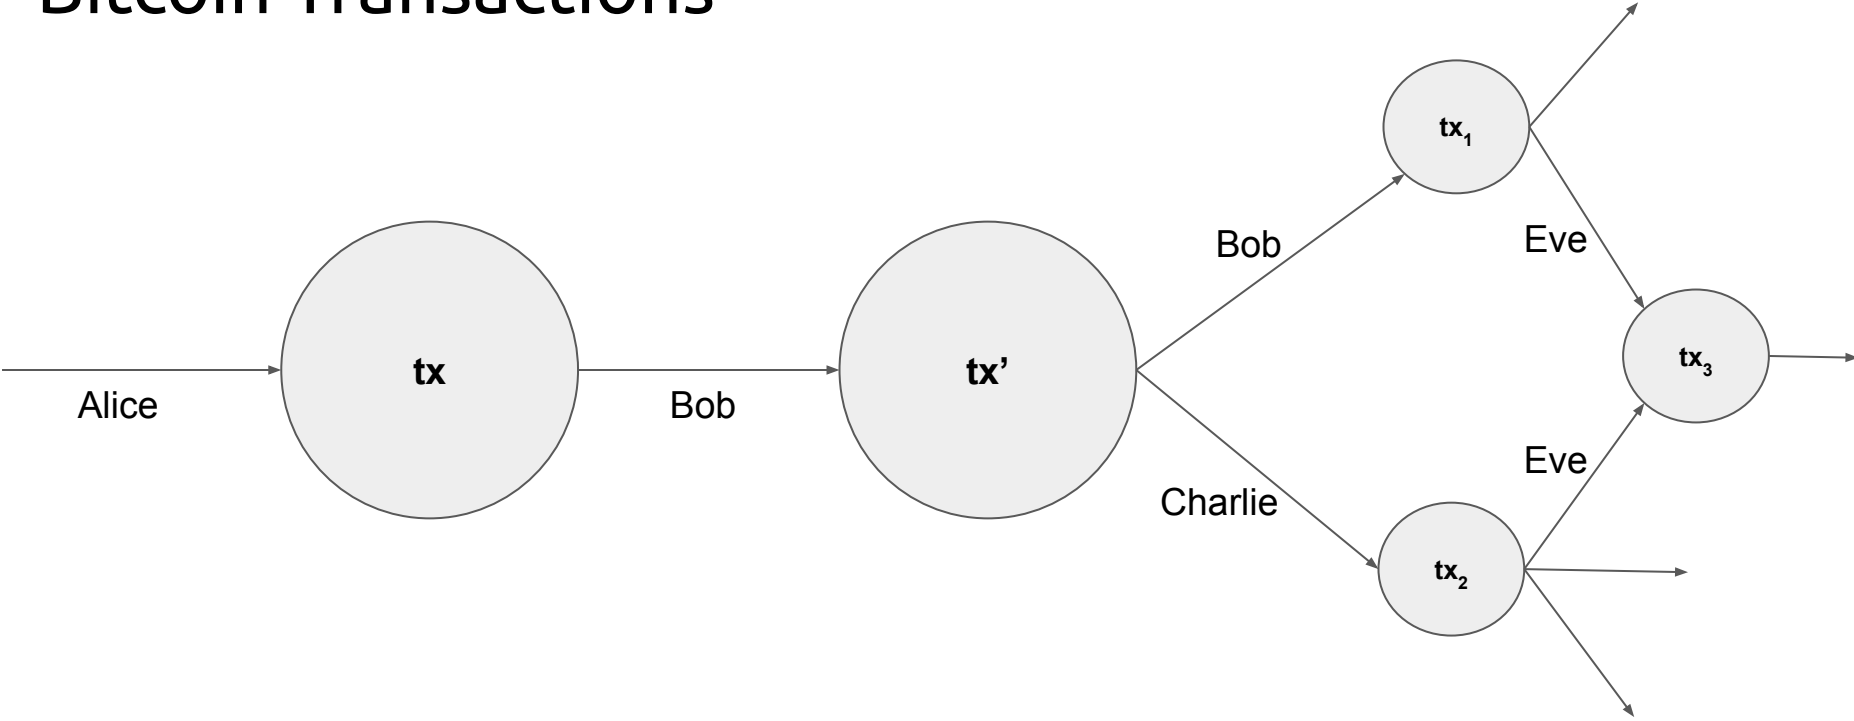 Bitcoin Transactions
tx₁
Bob
Eve
tx
tx’
tx₃
Alice
Bob
Eve
Charlie
tx₂